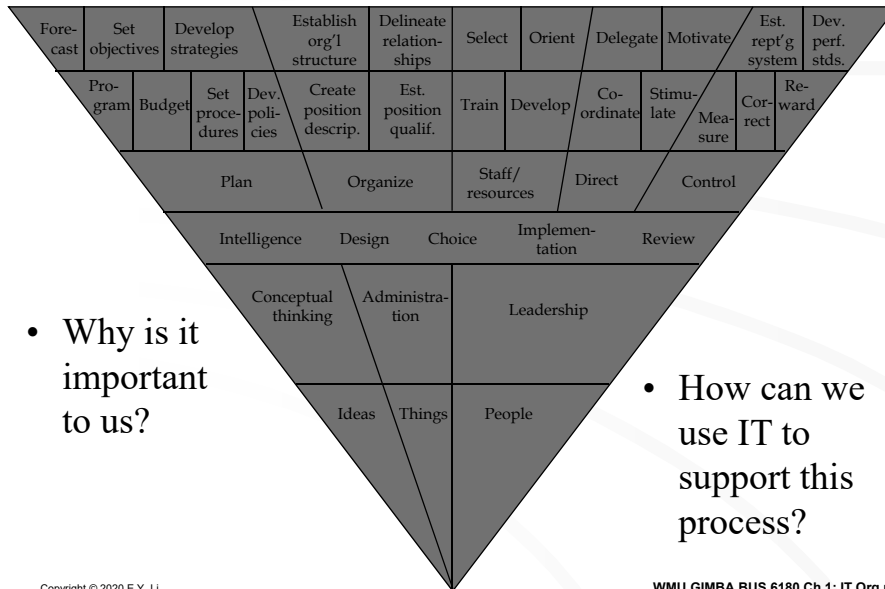 Fore-
cast
Set
objectives
Develop
strategies
Establish
org'l
structure
Delineate
relation-
ships
Select
Orient
Delegate
Motivate
Est.
rept'g
system
Dev.
perf.
stds.
Pro-
gram
Budget
Set
proce-
dures
Dev.
poli-
cies
Create
position
descrip.
Est.
position
qualif.
Train
Develop
Co-
ordinate
Stimu-
late
Mea-
sure
Cor-
rect
Re-
ward
Plan
Organize
Staff/
resources
Direct
Control
Intelligence
Design
Choice
Implemen-
tation
Review
Conceptual
thinking
Administra-
tion
Leadership
Ideas
Things
People
• Why is it
important
to us?
• How can we
use IT to
support this
process?
Copyright © 2020 E.Y. Li
WMU GIMBA BUS 6180 Ch 1: IT Org